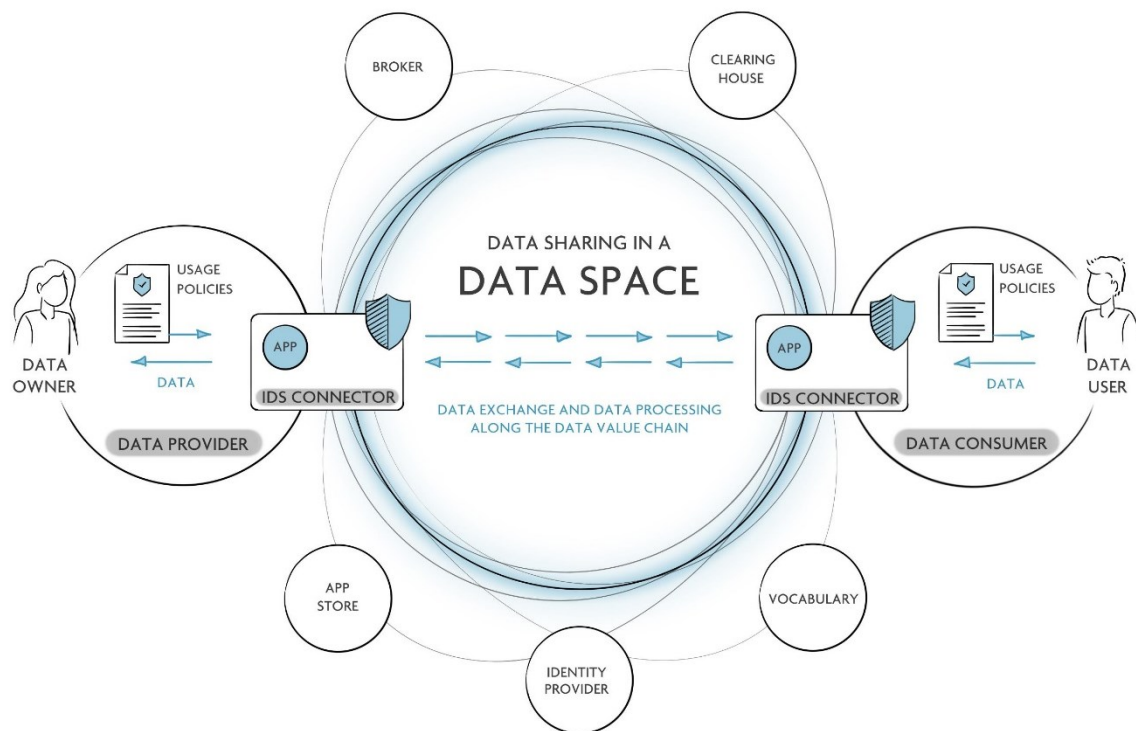 BROKER
CLEARING
HOUSE
DATA SHARING IN A
DATA SPACE
USAGE
POLICIES
DATA
OWNER
DATA
APP
IDS CONNECTOR
DATA PROVIDER
DATA EXCHANGE AND DATA PROCESSING
ALONG THE DATA VALUE CHAIN
USAGE
POLICIES
APP
IDS CONNECTOR
DATA
DATA
USER
DATA CONSUMER
APP
STORE
IDENTITY
PROVIDER
VOCABULARY